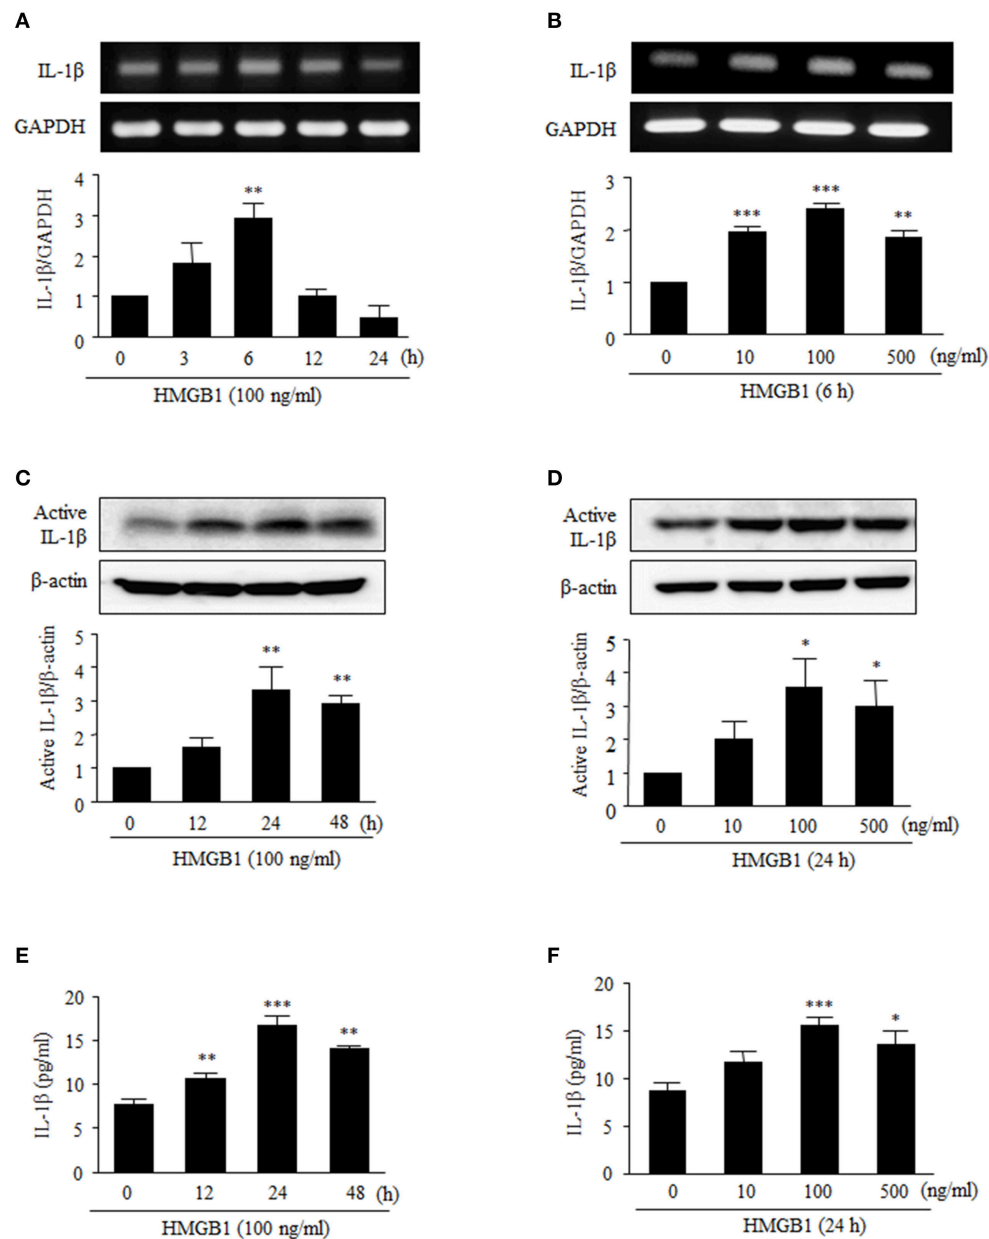 A
IL-1β
GAPDH
IL-1β/GAPDH
4
3
2
1
0
**
0 3 6 12 24 (h)
HMGB1 (100 ng/ml)
B
IL-1β
GAPDH
IL-1β/GAPDH
3
2
1
0
*** *** **
0 10 100 500 (ng/ml)
HMGB1 (6 h)
C
Active
IL-1β
β-actin
Active IL-1β/β-actin
5
4
3
2
1
0
** **
0 12 24 48 (h)
HMGB1 (100 ng/ml)
D
Active
IL-1β
β-actin
Active IL-1β/β-actin
5
4
3
2
1
0
* *
0 10 100 500 (ng/ml)
HMGB1 (24 h)
E
IL-1β (pg/ml)
20
15
10
5
0
** *** **
0 12 24 48 (h)
HMGB1 (100 ng/ml)
F
IL-1β (pg/ml)
20
15
10
5
0
*** *
0 10 100 500 (ng/ml)
HMGB1 (24 h)